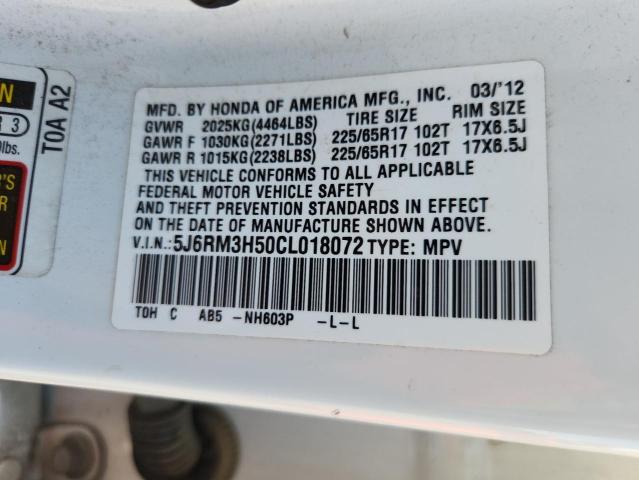 MFD. BY HONDA OF AMERICA MFG., INC. 03/'12
GVWR 2025KG(4464LBS) TIRE SIZE RIM SIZE
GAWR F 1030KG(2271LBS) 225/65R17 102T 17X6.5J
GAWR R 1015KG(2238LBS) 225/65R17 102T 17X6.5J
THIS VEHICLE CONFORMS TO ALL APPLICABLE
FEDERAL MOTOR VEHICLE SAFETY
AND THEFT PREVENTION STANDARDS IN EFFECT
ON THE DATE OF MANUFACTURE SHOWN ABOVE.
V.I.N.:5J6RM3H50CL018072 TYPE: MPV
TOH C AB5 -NH603P -L-L
T0A A2
R 3
lbs.